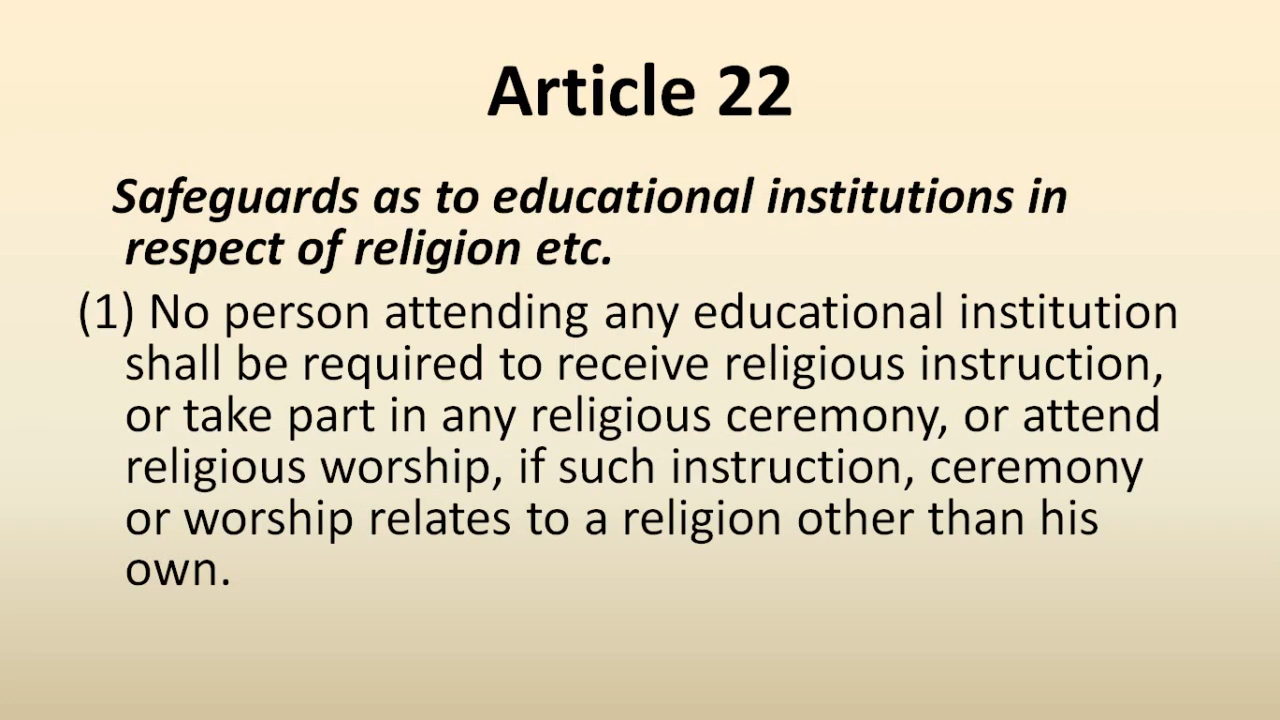 Article 22
Safeguards as to educational institutions in
respect of religion etc.
(1) No person attending any educational institution
shall be required to receive religious instruction,
or take part in any religious ceremony, or attend
religious worship, if such instruction, ceremony
or worship relates to a religion other than his
own.